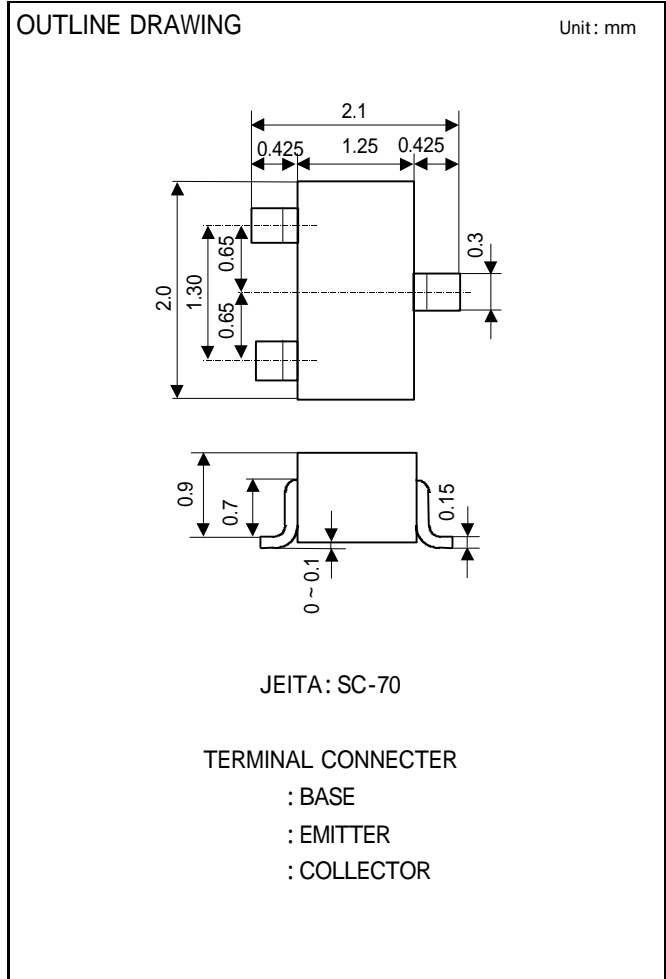 OUTLINE DRAWING Unit: mm
2.1
0.425 1.25 0.425
2.0
1.30
0.65
0.65
0.3
0.9
0.7
0 ~ 0.1
0.15
JEITA: SC-70
TERMINAL CONNECTER
: BASE
: EMITTER
: COLLECTOR